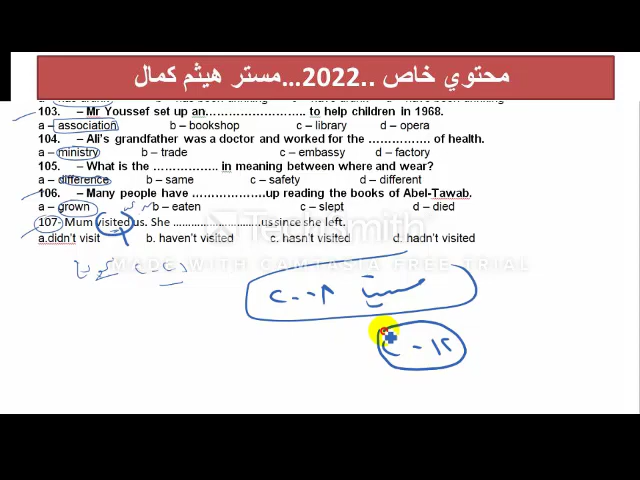 محتوي خاص ..2022...مستر هيثم كمال
103. – Mr Youssef set up an........................... to help children in 1968.
a – association b – bookshop c – library d – opera
104. – Ali's grandfather was a doctor and worked for the ................ of health.
a – ministry b – trade c – embassy d – factory
105. – What is the ................ in meaning between where and wear?
a – difference b – same c – safety d – different
106. – Many people have ...................up reading the books of Abel-Tawab.
a – grown b – eaten c – slept d – died
107- Mum visited us. She .............................us since she left.
a.didn't visit b. haven't visited c. hasn't visited d. hadn't visited
MADE WITH CAMTASIA FREE TRIAL